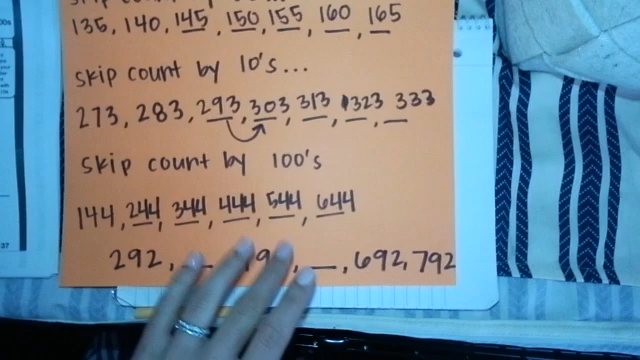 135, 140, 145, 150, 155, 160, 165
skip count by 10's...
273, 283, 293, 303, 313, 323, 333
skip count by 100's
144, 244, 344, 444, 544, 644
292, 692, 792
37